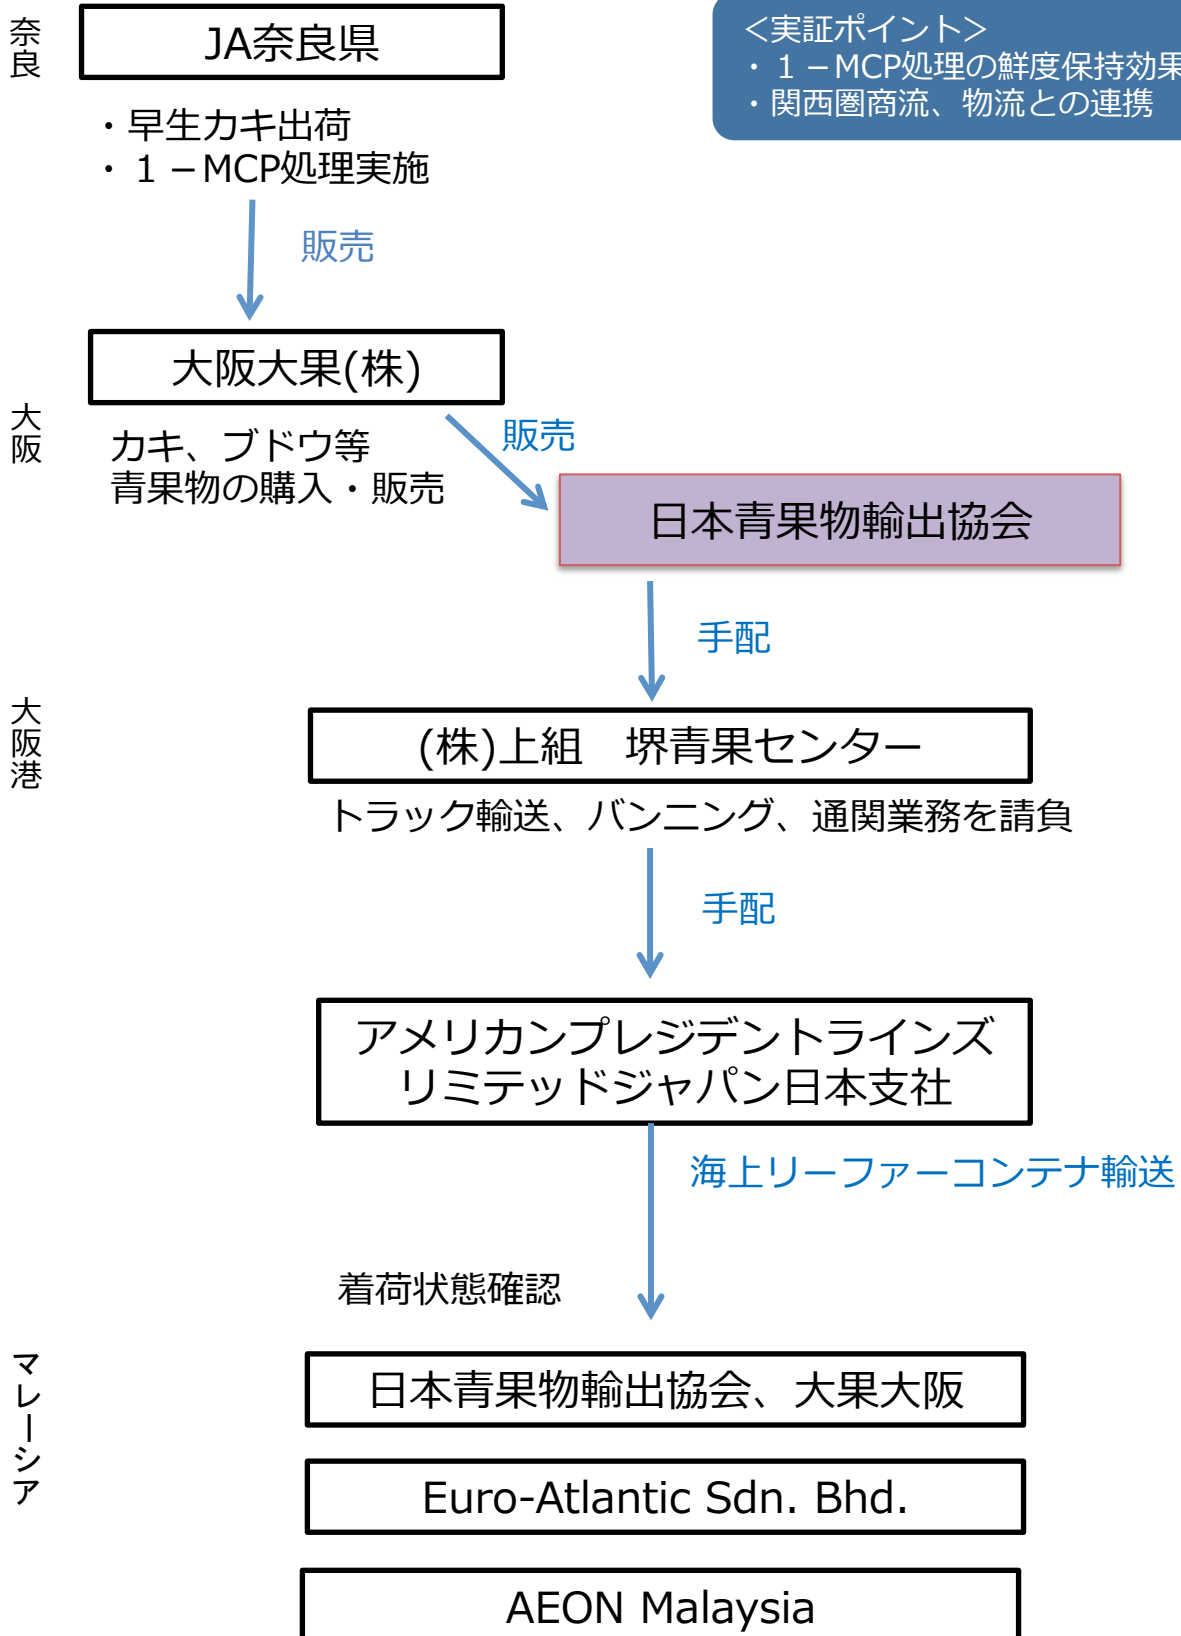 奈良
JA奈良県
＜実証ポイント＞
・１－MCP処理の鮮度保持効果
・関西圏商流、物流との連携
・早生カキ出荷
・１－MCP処理実施
販売
大阪大果(株)
大阪
カキ、ブドウ等
青果物の購入・販売
販売
日本青果物輸出協会
手配
大阪港
(株)上組　堺青果センター
トラック輸送、バンニング、通関業務を請負
手配
アメリカンプレジデントラインズ
リミテッドジャパン日本支社
海上リーファーコンテナ輸送
着荷状態確認
マレーシア
日本青果物輸出協会、大果大阪
Euro-Atlantic Sdn. Bhd.
AEON Malaysia